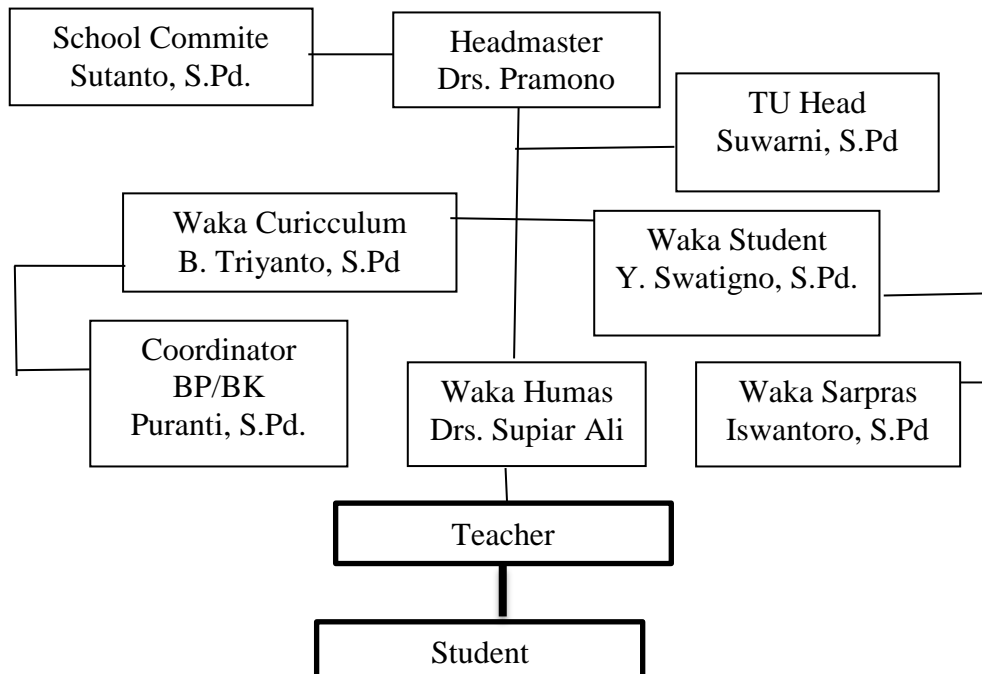 School Commite
Sutanto, S.Pd.
Headmaster
Drs. Pramono
TU Head
Suwarni, S.Pd
Waka Curicculum
B. Triyanto, S.Pd
Waka Student
Y. Swatigno, S.Pd.
Coordinator
BP/BK
Puranti, S.Pd.
Waka Humas
Drs. Supiar Ali
Waka Sarpras
Iswantoro, S.Pd
Teacher
Student